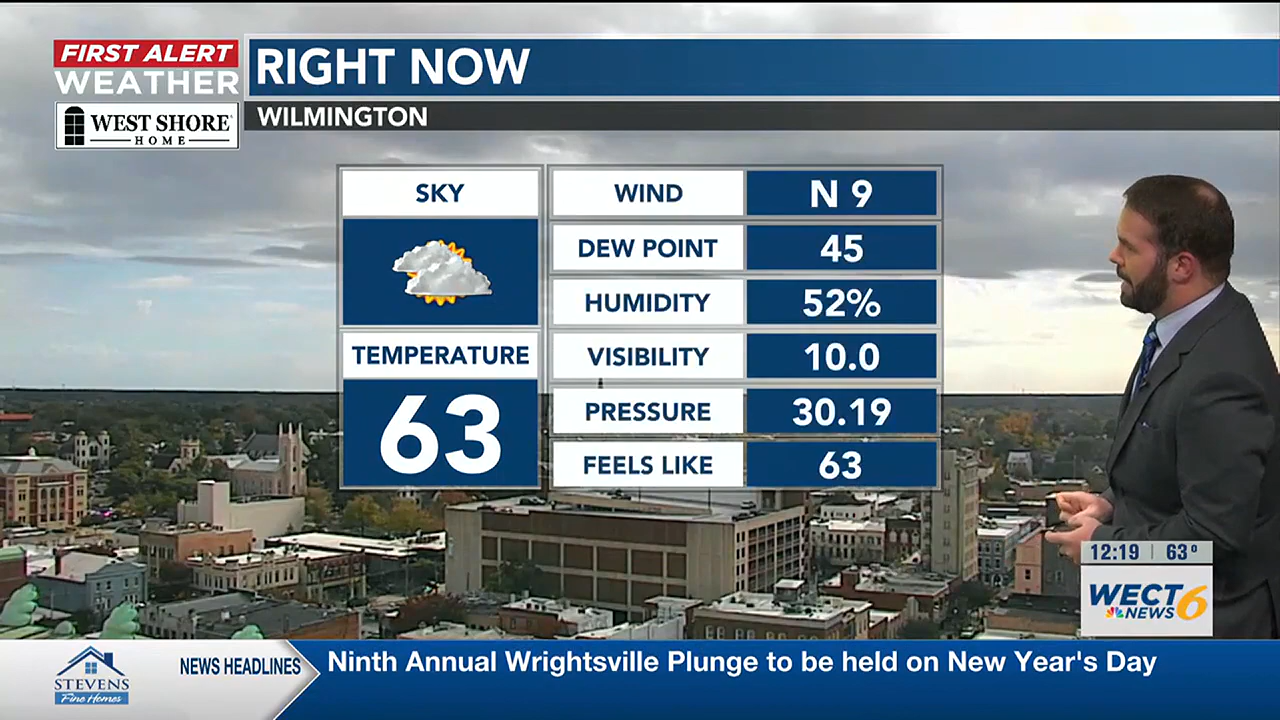 FIRST ALERT
WEATHER
WEST SHORE
HOME
RIGHT NOW
WILMINGTON
SKY
TEMPERATURE
63
WIND N 9
DEW POINT 45
HUMIDITY 52%
VISIBILITY 10.0
PRESSURE 30.19
FEELS LIKE 63
12:19 | 63°
WECT 6
NEWS
STEVENS
Fine Homes
NEWS HEADLINES
Ninth Annual Wrightsville Plunge to be held on New Year's Day